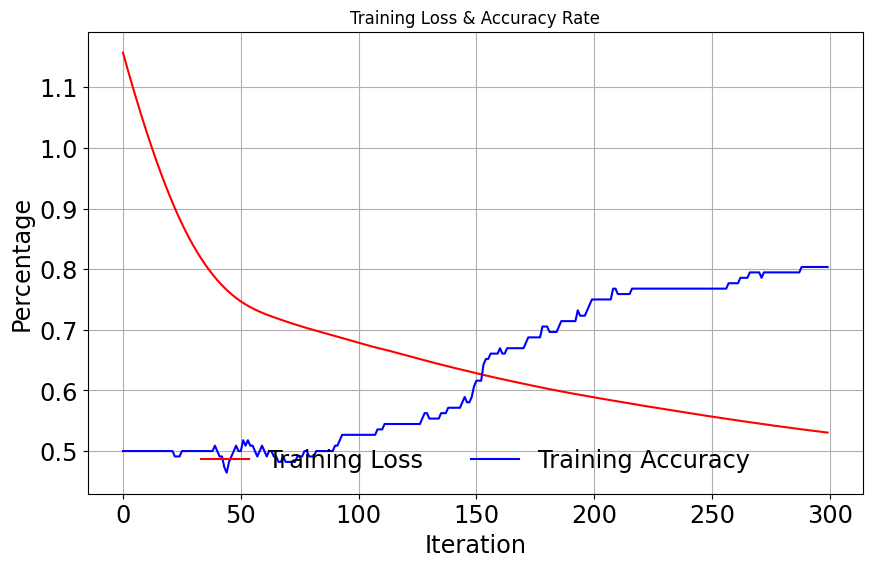 Training Loss & Accuracy Rate
1.1
1.0
0.9
0.8
0.7
0.6
0.5
Percentage
Training Loss Training Accuracy
0 50 100 150 200 250 300
Iteration